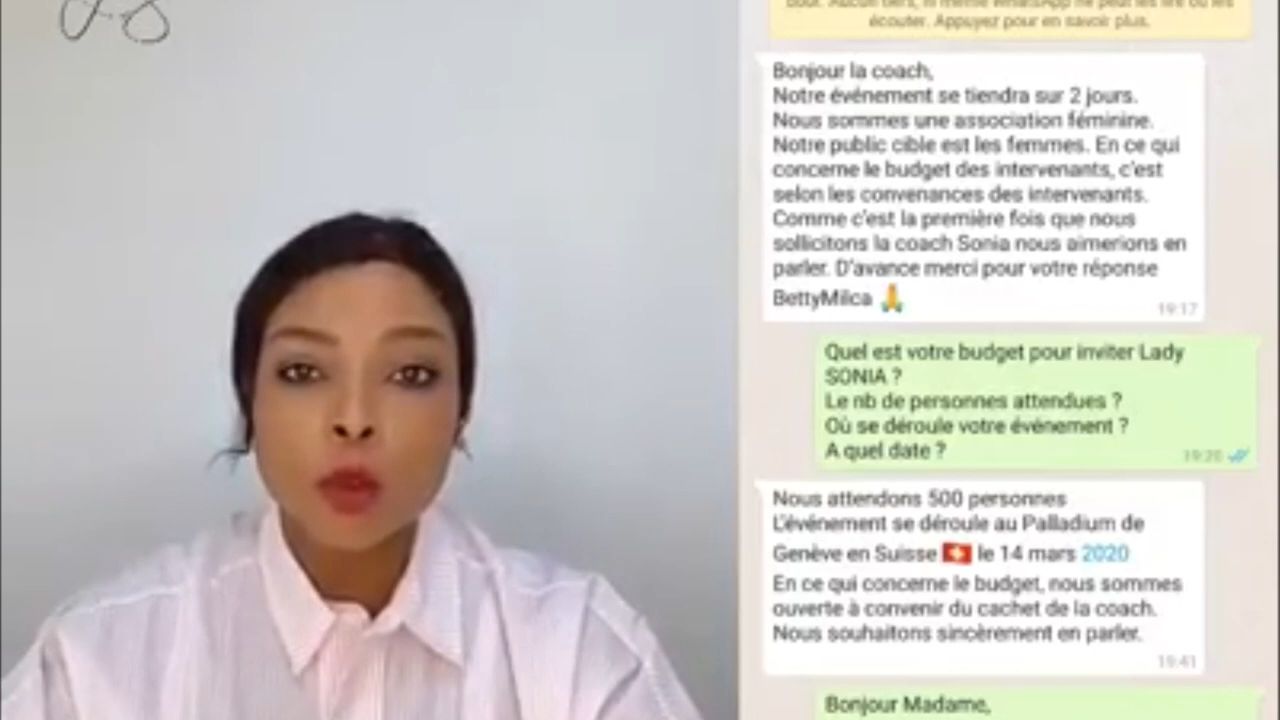 écouter. Appuyez pour en savoir plus.
Bonjour la coach,
Notre événement se tiendra sur 2 jours.
Nous sommes une association féminine.
Notre public cible est les femmes. En ce qui
concerne le budget des intervenants, c'est
selon les convenances des intervenants.
Comme c'est la première fois que nous
sollicitons la coach Sonia nous aimerions en
parler. D'avance merci pour votre réponse
BettyMilca 🙏
19:17
Quel est votre budget pour inviter Lady
SONIA ?
Le nb de personnes attendues ?
Où se déroule votre événement ?
A quel date ?
19:20
Nous attendons 500 personnes
L'événement se déroule au Palladium de
Genève en Suisse 🇨🇭 le 14 mars 2020
En ce qui concerne le budget, nous sommes
ouverte à convenir du cachet de la coach.
Nous souhaitons sincèrement en parler.
19:41
Bonjour Madame,